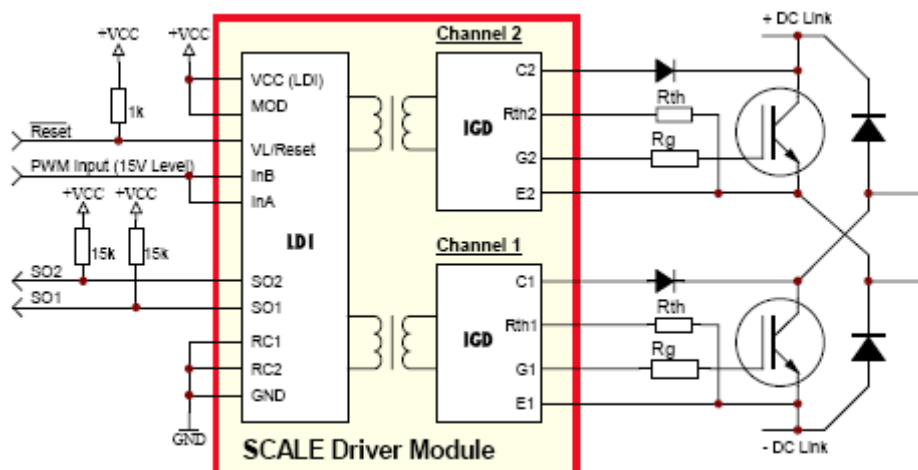 +VCC
+VCC
1k
Reset
PWM Input (15V Level)
+VCC
+VCC
15k
15k
SO2
SO1
GND
VCC (LDI)
MOD
VL/Reset
InB
InA
LDI
SO2
SO1
RC1
RC2
GND
Channel 2
IGD
C2
Rth2
G2
E2
Channel 1
IGD
C1
Rth1
G1
E1
SCALE Driver Module
+ DC Link
Rth
Rg
Rth
Rg
- DC Link